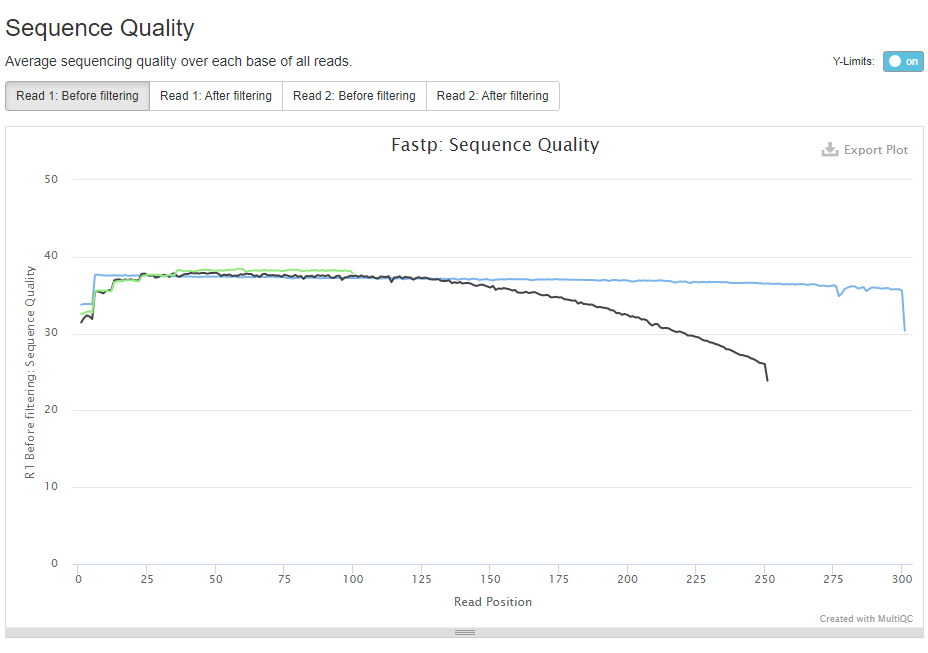 Sequence Quality
Average sequencing quality over each base of all reads.
Y-Limits: on
Read 1: Before filtering Read 1: After filtering Read 2: Before filtering Read 2: After filtering
Fastp: Sequence Quality
Export Plot
R1 Before filtering: Sequence Quality
50
40
30
20
10
0
0 25 50 75 100 125 150 175 200 225 250 275 300
Read Position
Created with MultiQC